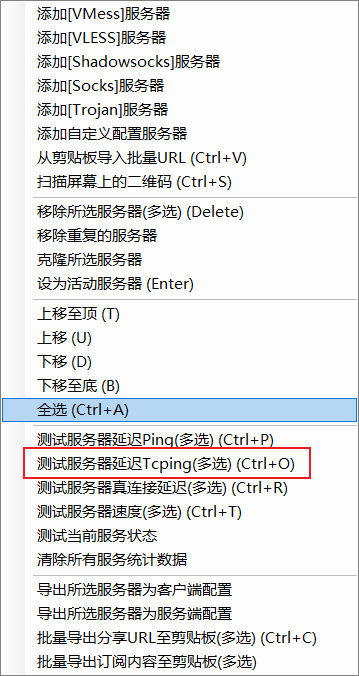 添加[VMess]服务器
添加[VLESS]服务器
添加[Shadowsocks]服务器
添加[Socks]服务器
添加[Trojan]服务器
添加自定义配置服务器
从剪贴板导入批量URL (Ctrl+V)
扫描屏幕上的二维码 (Ctrl+S)
移除所选服务器(多选) (Delete)
移除重复的服务器
克隆所选服务器
设为活动服务器 (Enter)
上移至顶 (T)
上移 (U)
下移 (D)
下移至底 (B)
全选 (Ctrl+A)
测试服务器延迟Ping(多选) (Ctrl+P)
测试服务器延迟Tcping(多选) (Ctrl+O)
测试服务器真连接延迟(多选) (Ctrl+R)
测试服务器速度(多选) (Ctrl+T)
测试当前服务状态
清除所有服务统计数据
导出所选服务器为客户端配置
导出所选服务器为服务端配置
批量导出分享URL至剪贴板(多选) (Ctrl+C)
批量导出订阅内容至剪贴板(多选)